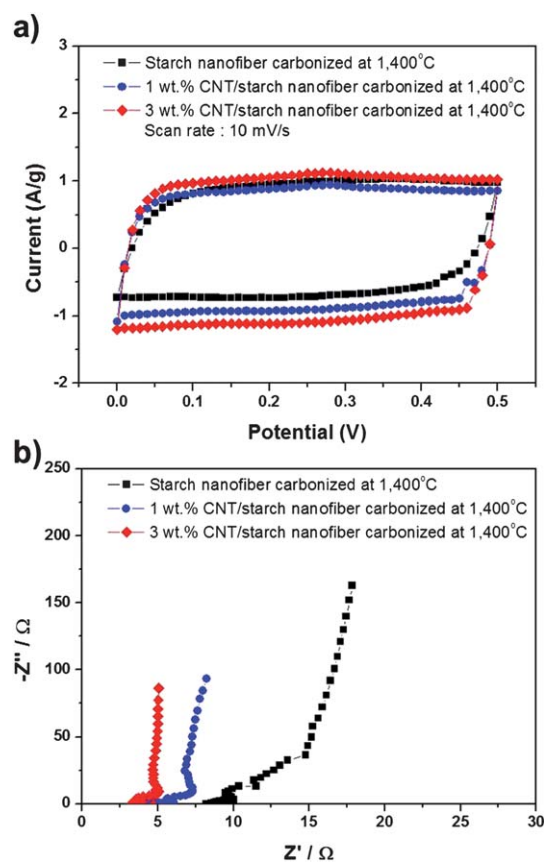 a)
3
2
1
0
-1
-2
Current (A/g)
Starch nanofiber carbonized at 1,400°C
1 wt.% CNT/starch nanofiber carbonized at 1,400°C
3 wt.% CNT/starch nanofiber carbonized at 1,400°C
Scan rate : 10 mV/s
0.0 0.1 0.2 0.3 0.4 0.5
Potential (V)
b)
250
200
150
100
50
0
-Z" / Ω
Starch nanofiber carbonized at 1,400°C
1 wt.% CNT/starch nanofiber carbonized at 1,400°C
3 wt.% CNT/starch nanofiber carbonized at 1,400°C
0 5 10 15 20 25 30
Z' / Ω